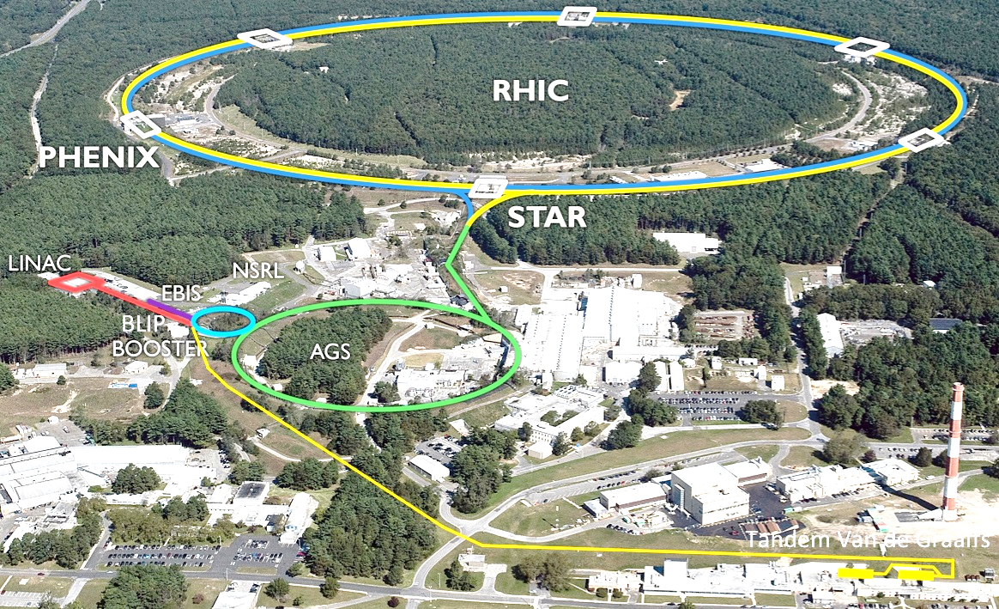 RHIC
PHENIX
STAR
LINAC
NSRL
EBIS
BLIP
BOOSTER
AGS
Tandem Van de Graaffs